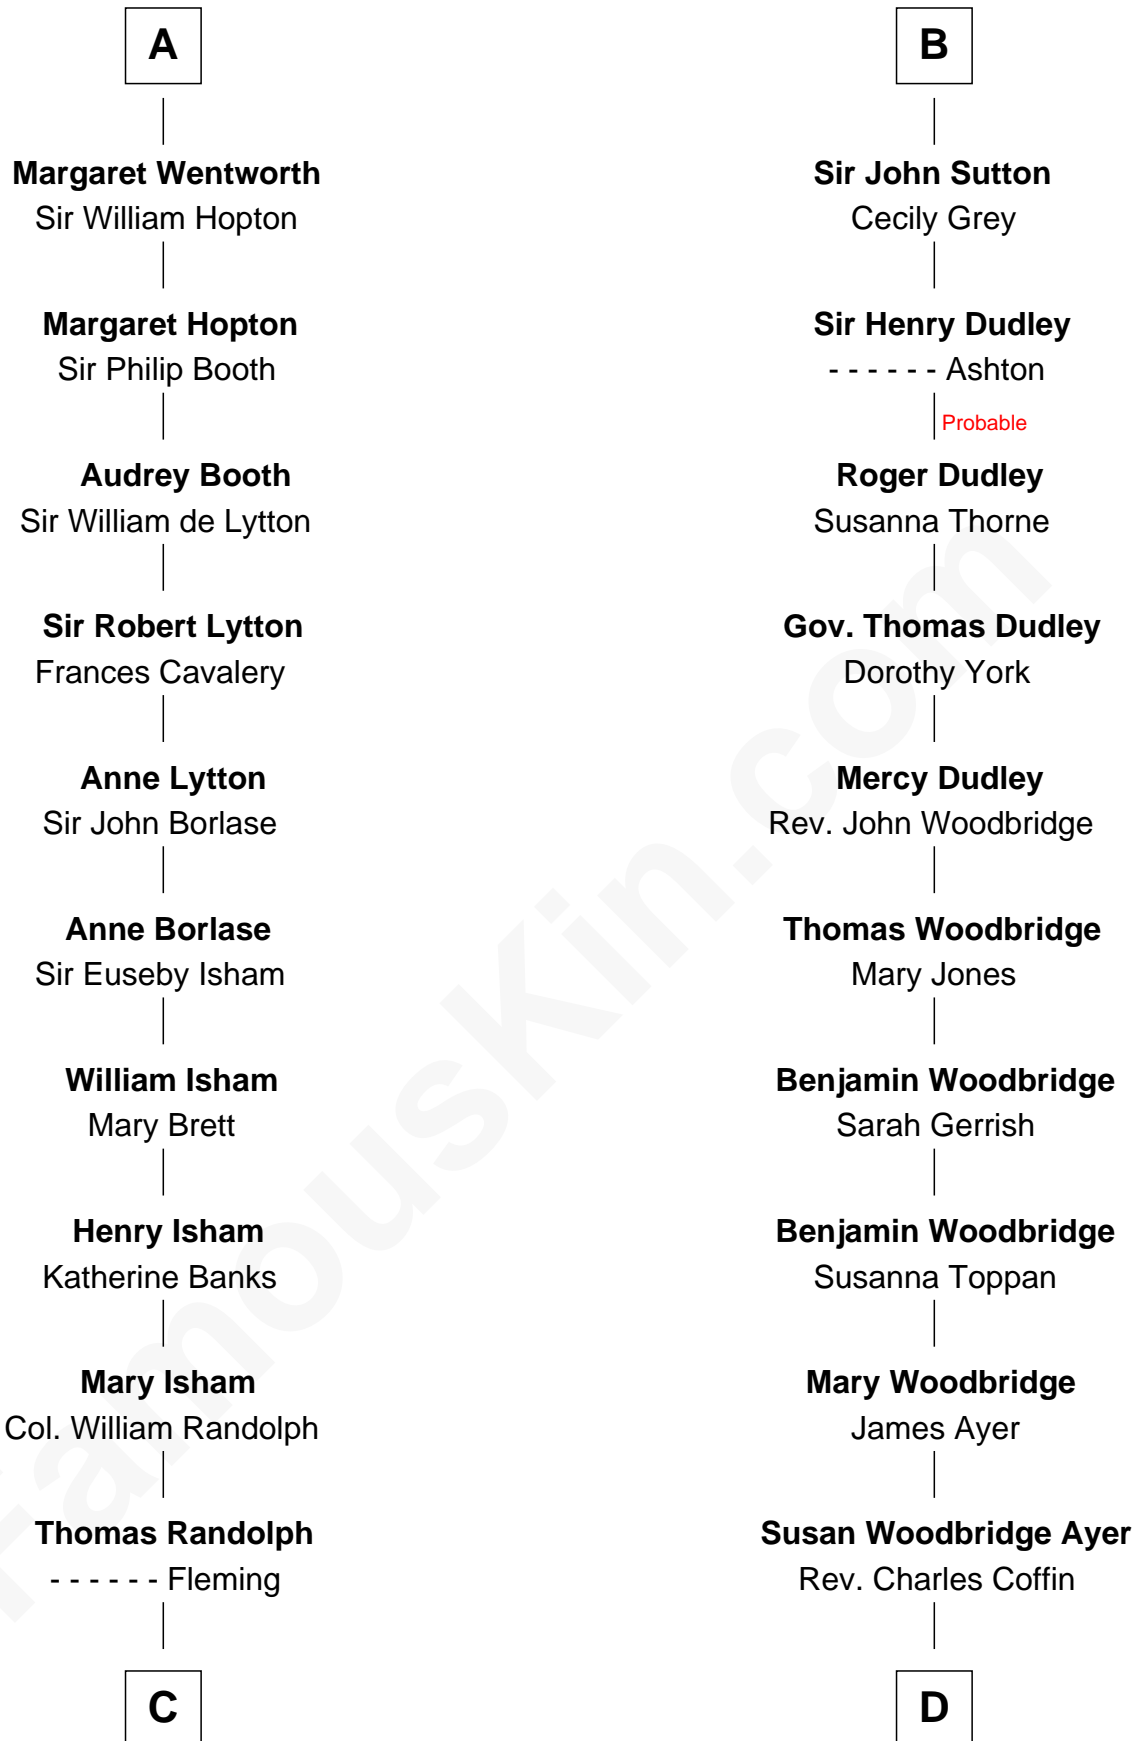 A
Margaret Wentworth
Sir William Hopton
Margaret Hopton
Sir Philip Booth
Audrey Booth
Sir William de Lytton
Sir Robert Lytton
Frances Cavalery
Anne Lytton
Sir John Borlase
Anne Borlase
Sir Euseby Isham
William Isham
Mary Brett
Henry Isham
Katherine Banks
Mary Isham
Col. William Randolph
Thomas Randolph
- - - - - - Fleming
C
B
Sir John Sutton
Cecily Grey
Sir Henry Dudley
- - - - - - Ashton
Probable
Roger Dudley
Susanna Thorne
Gov. Thomas Dudley
Dorothy York
Mercy Dudley
Rev. John Woodbridge
Thomas Woodbridge
Mary Jones
Benjamin Woodbridge
Sarah Gerrish
Benjamin Woodbridge
Susanna Toppan
Mary Woodbridge
James Ayer
Susan Woodbridge Ayer
Rev. Charles Coffin
D
FamousKin.com